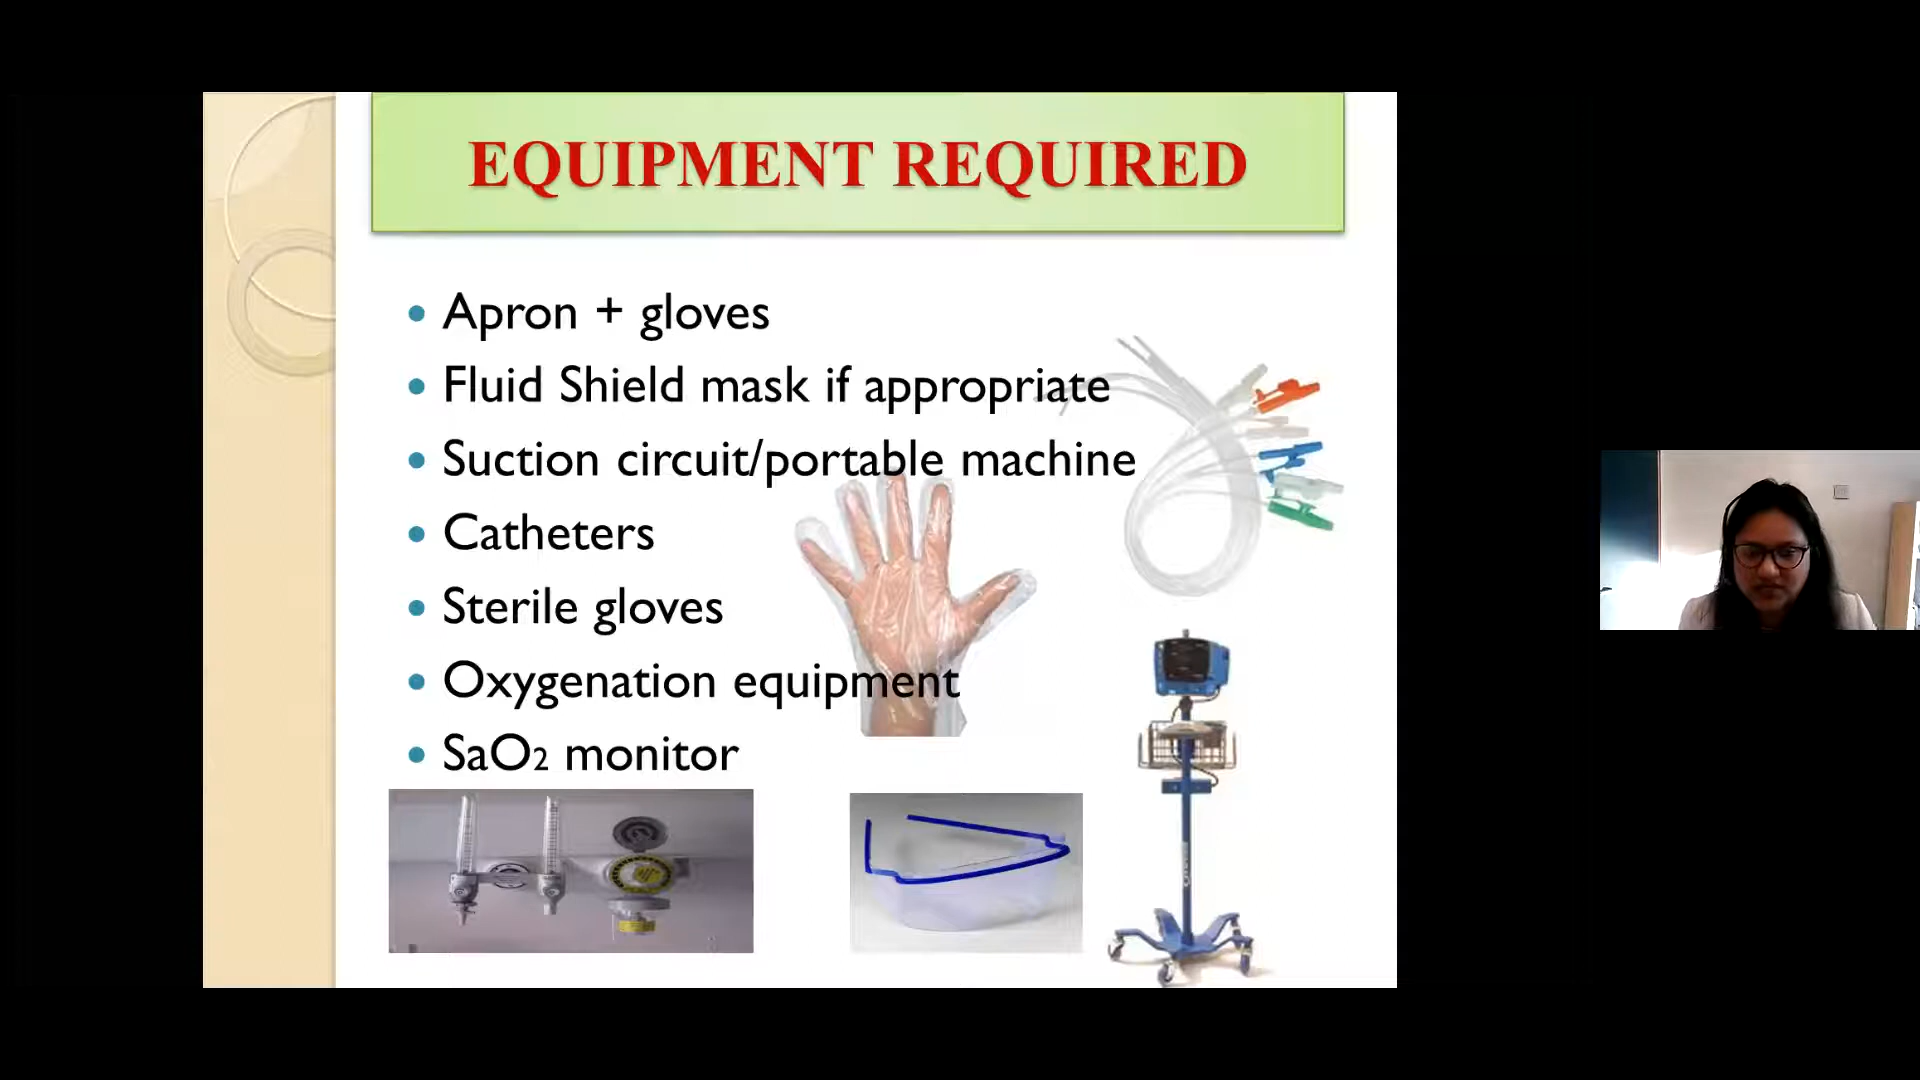 EQUIPMENT REQUIRED
• Apron + gloves
• Fluid Shield mask if appropriate
• Suction circuit/portable machine
• Catheters
• Sterile gloves
• Oxygenation equipment
• SaO₂ monitor